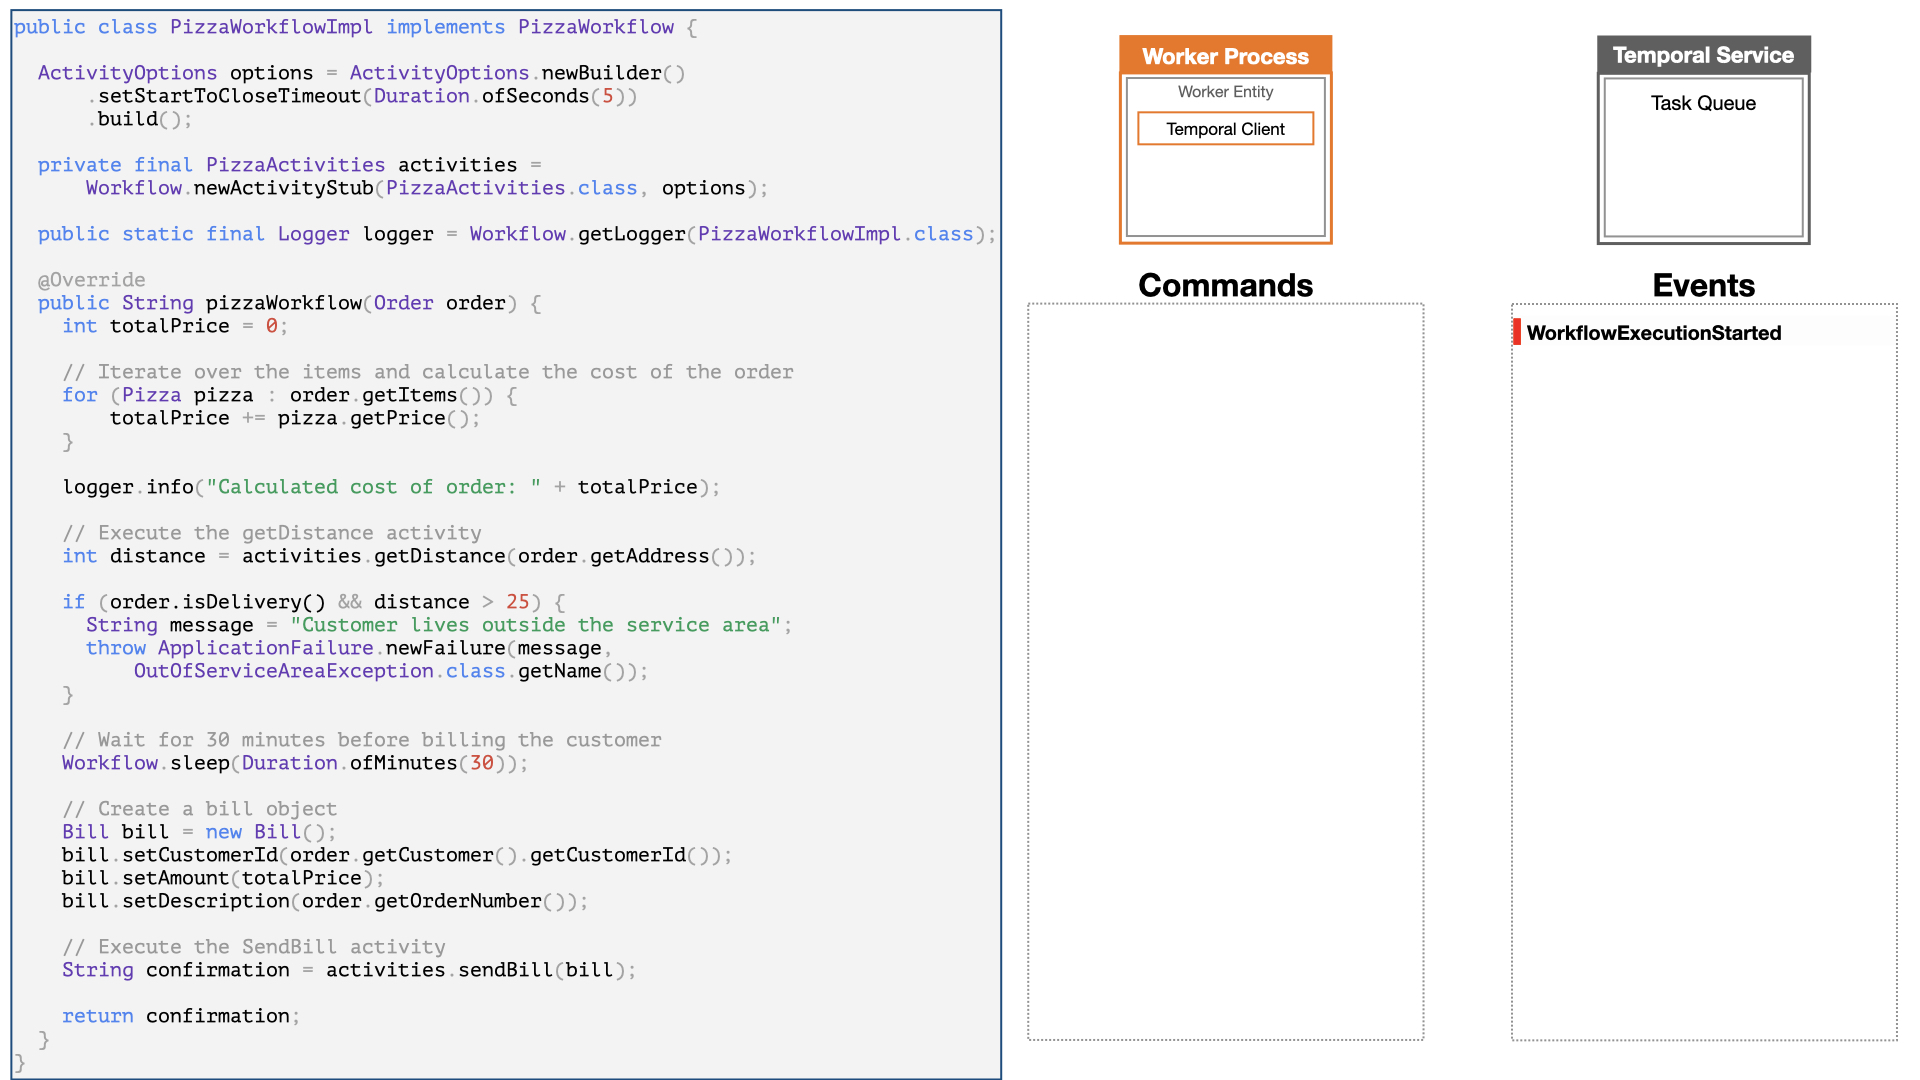 public class PizzaWorkflowImpl implements PizzaWorkflow {
ActivityOptions options = ActivityOptions.newBuilder()
.setStartToCloseTimeout(Duration.ofSeconds(5))
.build();
private final PizzaActivities activities =
Workflow.newActivityStub(PizzaActivities.class, options);
public static final Logger logger = Workflow.getLogger(PizzaWorkflowImpl.class);
@Override
public String pizzaWorkflow(Order order) {
int totalPrice = 0;
// Iterate over the items and calculate the cost of the order
for (Pizza pizza : order.getItems()) {
totalPrice += pizza.getPrice();
}
logger.info("Calculated cost of order: " + totalPrice);
// Execute the getDistance activity
int distance = activities.getDistance(order.getAddress());
if (order.isDelivery() && distance > 25) {
String message = "Customer lives outside the service area";
throw ApplicationFailure.newFailure(message,
OutOfServiceAreaException.class.getName());
}
// Wait for 30 minutes before billing the customer
Workflow.sleep(Duration.ofMinutes(30));
// Create a bill object
Bill bill = new Bill();
bill.setCustomerId(order.getCustomer().getCustomerId());
bill.setAmount(totalPrice);
bill.setDescription(order.getOrderNumber());
// Execute the SendBill activity
String confirmation = activities.sendBill(bill);
return confirmation;
}
}
Worker Process
Worker Entity
Temporal Client
Commands
Temporal Service
Task Queue
Events
WorkflowExecutionStarted